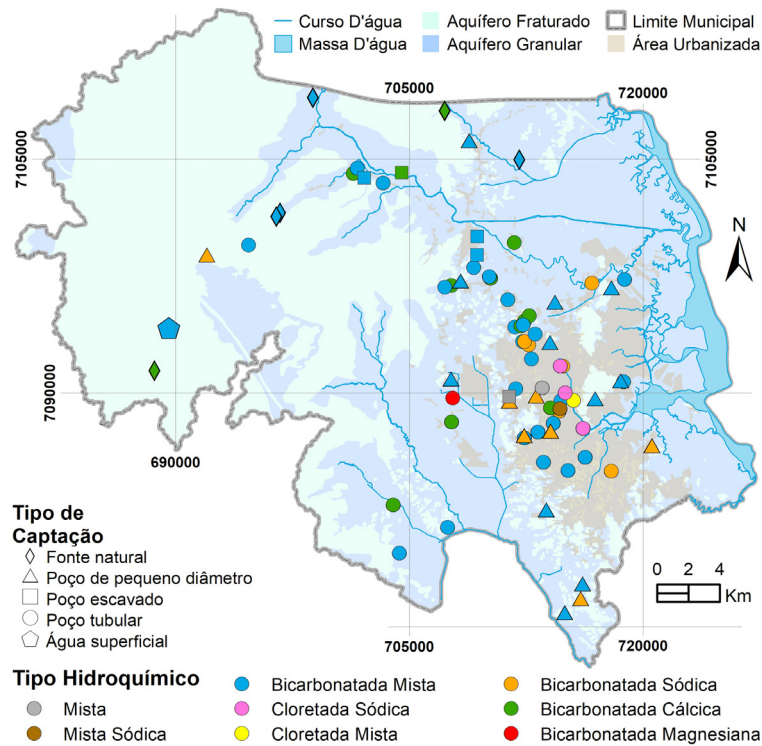 Curso D'água Aquífero Fraturado Limite Municipal
Massa D'água Aquífero Granular Área Urbanizada
705000
720000
7105000
7105000
N
7090000
7090000
690000
Tipo de
Captação
Fonte natural
Poço de pequeno diâmetro
Poço escavado
Poço tubular
Água superficial
0 2 4
Km
705000
720000
Tipo Hidroquímico
Bicarbonatada Mista Bicarbonatada Sódica
Mista Cloretada Sódica Bicarbonatada Cálcica
Mista Sódica Cloretada Mista Bicarbonatada Magnesiana